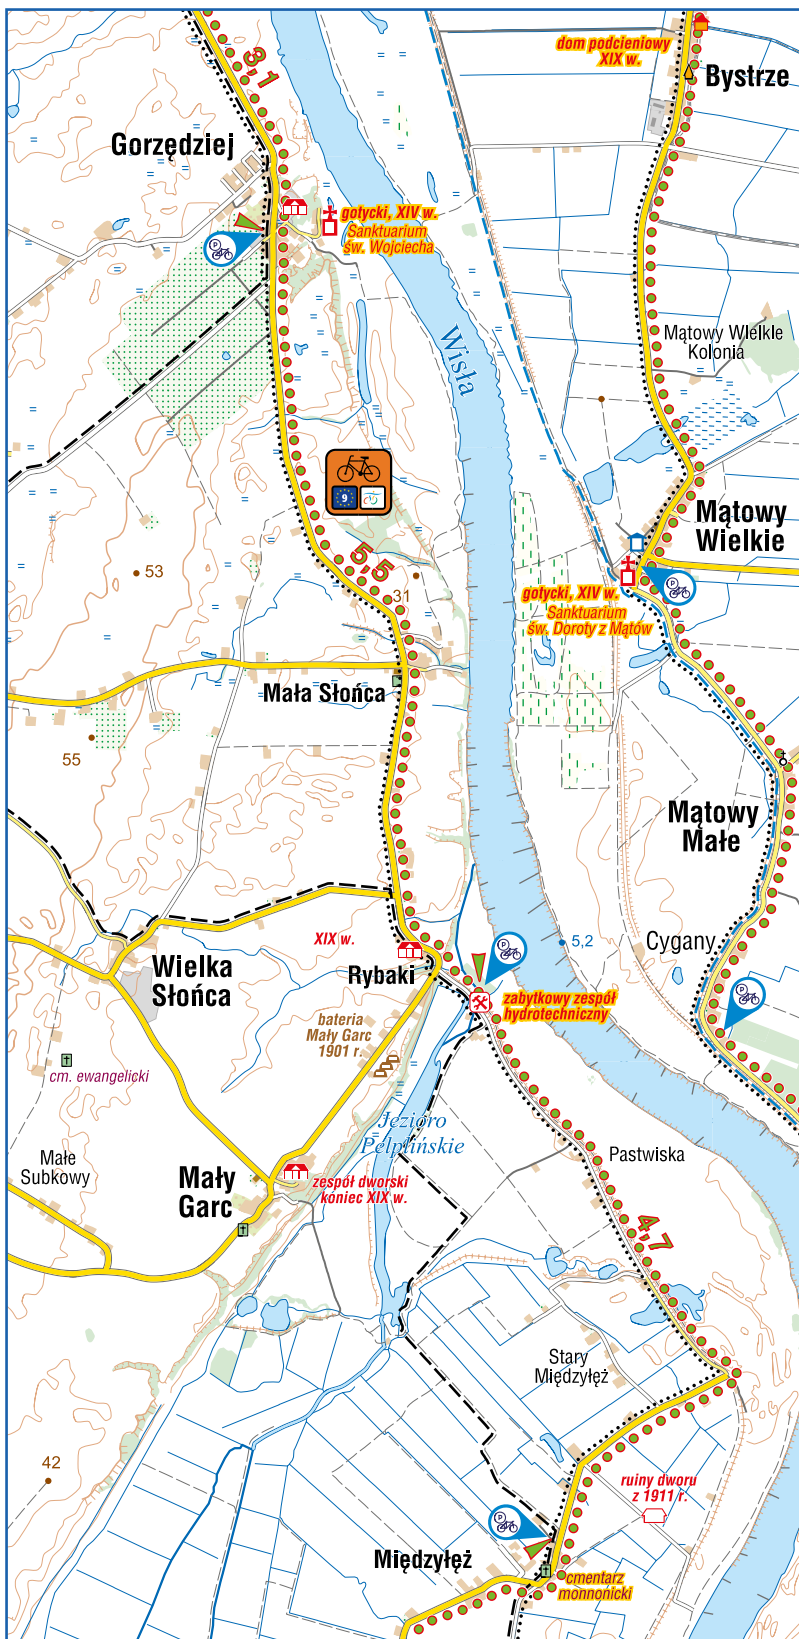 3,1
dom podcieniowy
XIX w.
Bystrze
Gorzędziej
gotycki, XIV w.
Sanktuarium
św. Wojciecha
P
Wisła
Mątowy Wielkie
Kolonia
9
Mątowy
Wielkie
5,5
53
31
P
gotycki, XIV w.
Sanktuarium
św. Doroty z Mątów
Mała Słońca
55
Mątowy
Małe
XIX w.
P
5,2
Cygany
Wielka
Słońca
Rybaki
P
zabytkowy zespół
hydrotechniczny
bateria
Mały Garc
1901 r.
cm. ewangelicki
Jezioro
Pelplińskie
Małe
Subkowy
Mały
Garc
zespół dworski
koniec XIX w.
Pastwiska
4,7
Stary
Międzyłęż
42
ruiny dworu
z 1911 r.
P
Międzyłęż
cmentarz
monnonicki